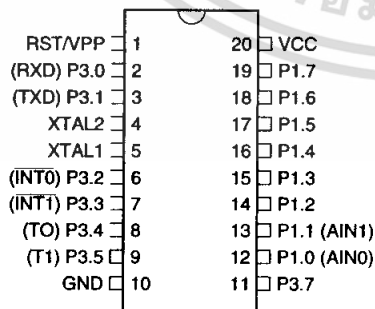 RST/VPP 1 20 VCC
(RXD) P3.0 2 19 P1.7
(TXD) P3.1 3 18 P1.6
XTAL2 4 17 P1.5
XTAL1 5 16 P1.4
(INT0) P3.2 6 15 P1.3
(INT1) P3.3 7 14 P1.2
(TO) P3.4 8 13 P1.1 (AIN1)
(T1) P3.5 9 12 P1.0 (AIN0)
GND 10 11 P3.7